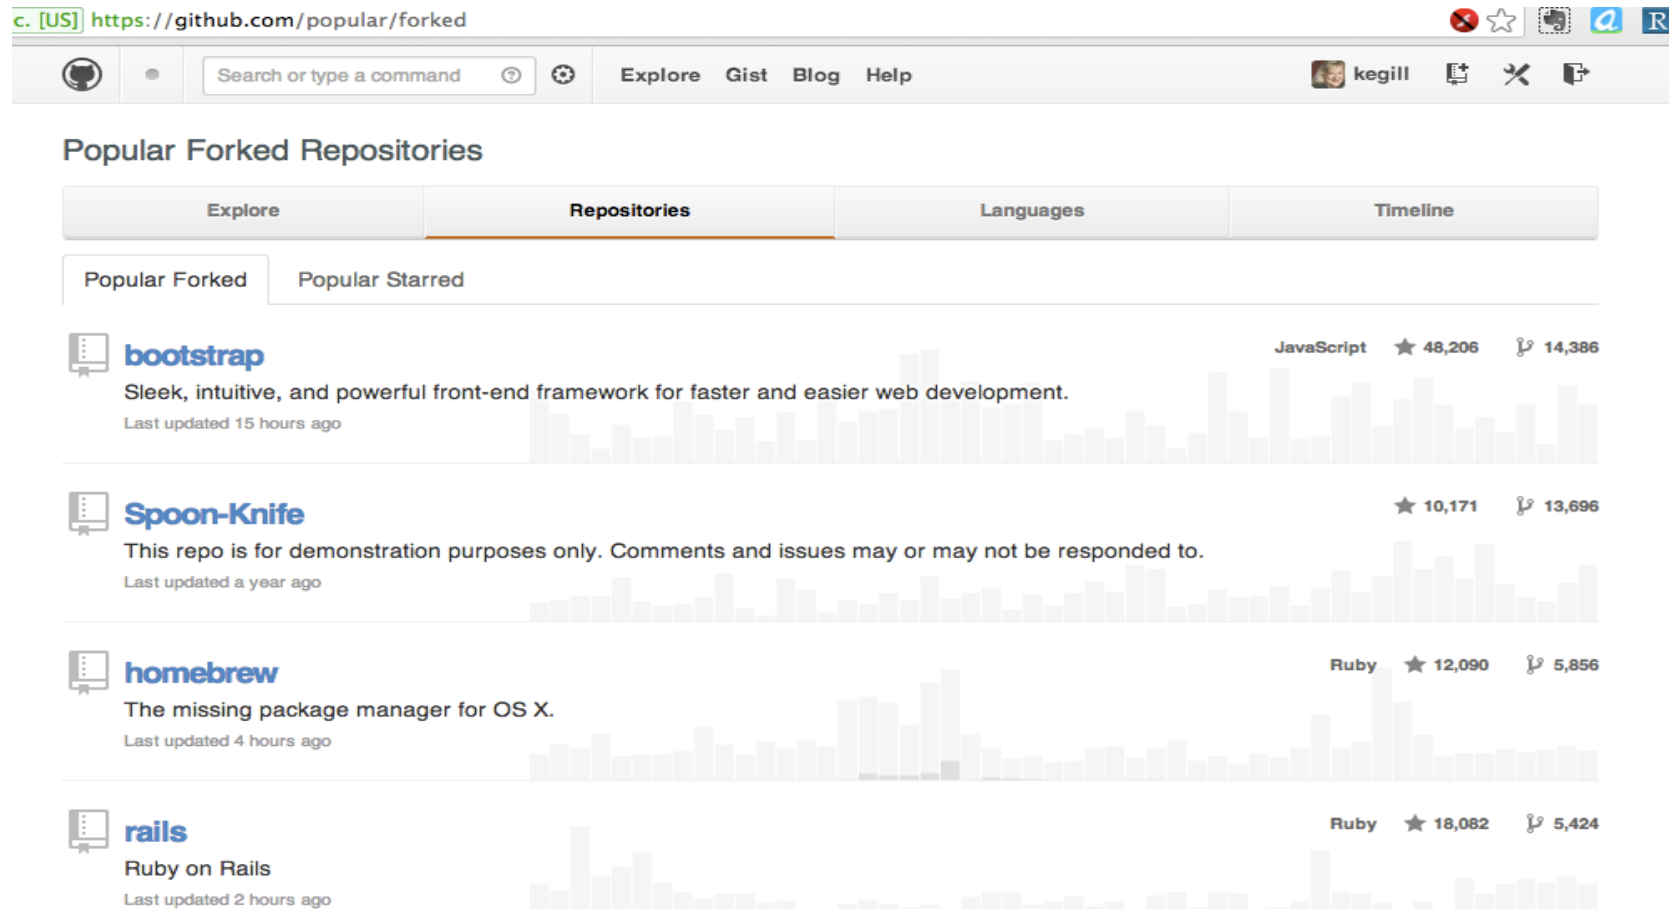 c. [US] https://github.com/popular/forked
R
Search or type a command
Explore Gist Blog Help
kegill
Popular Forked Repositories
Explore Repositories Languages Timeline
Popular Forked Popular Starred
bootstrap
JavaScript 48,206 14,386
Sleek, intuitive, and powerful front-end framework for faster and easier web development.
Last updated 15 hours ago
Spoon-Knife
10,171 13,696
This repo is for demonstration purposes only. Comments and issues may or may not be responded to.
Last updated a year ago
homebrew
Ruby 12,090 5,856
The missing package manager for OS X.
Last updated 4 hours ago
rails
Ruby 18,082 5,424
Ruby on Rails
Last updated 2 hours ago